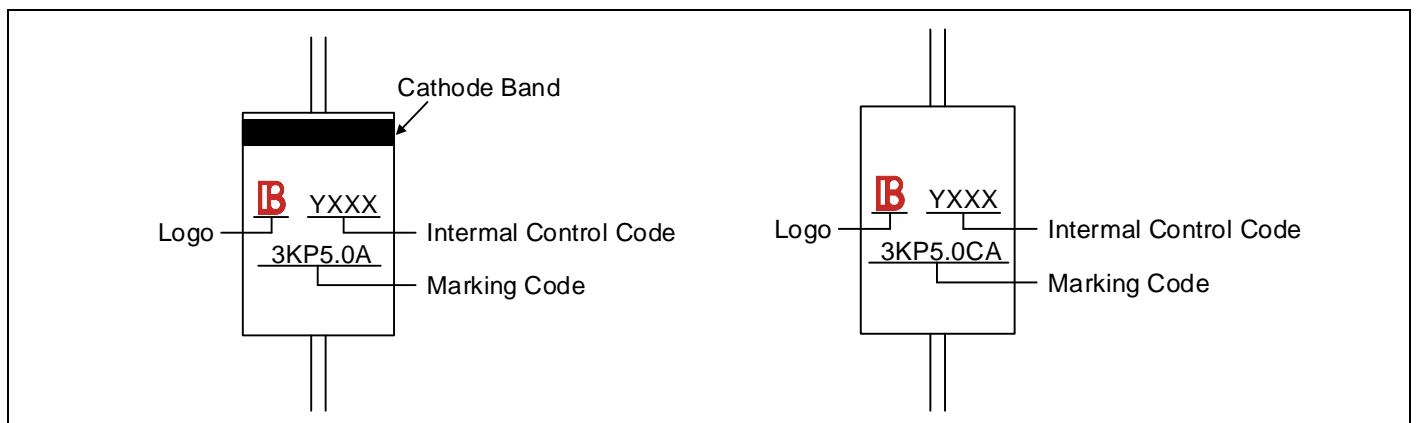 Cathode Band
YXXX
Logo
Intermal Control Code
3KP5.0A
Marking Code
YXXX
Logo
Intermal Control Code
3KP5.0CA
Marking Code